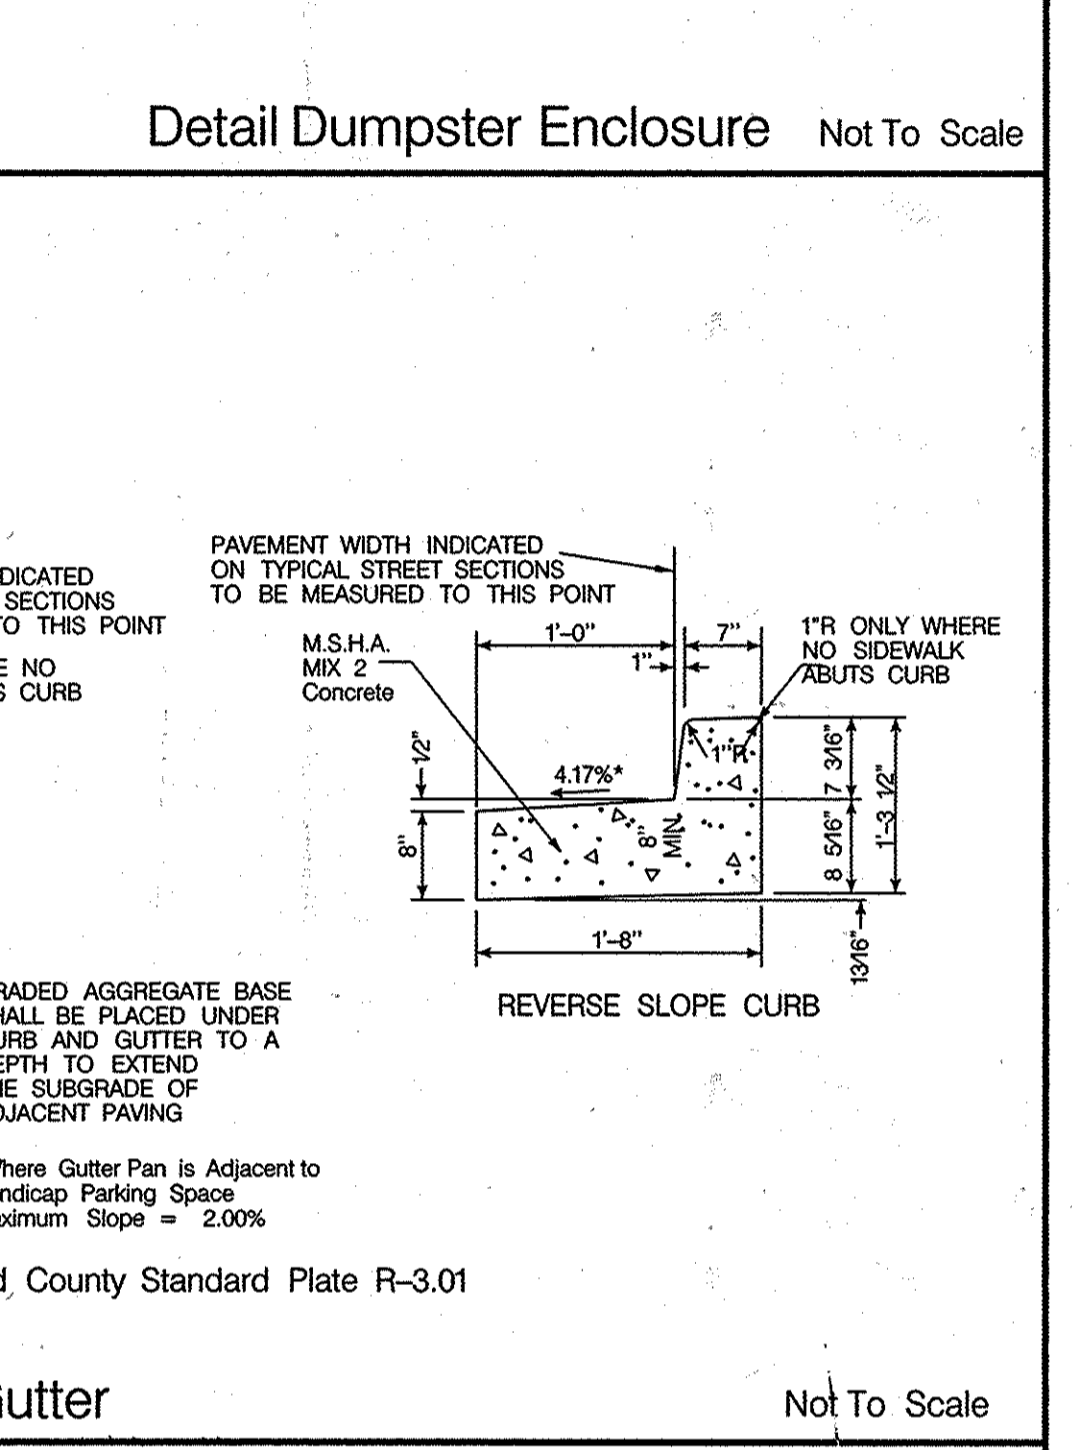 Detail Dumpster Enclosure Not To Scale
PAVEMENT WIDTH INDICATED
ON TYPICAL STREET SECTIONS
TO BE MEASURED TO THIS POINT
DICATED
SECTIONS
TO THIS POINT
E NO
S CURB
M.S.H.A.
MIX 2
Concrete
1'-0"
7"
1"
1"R ONLY WHERE
NO SIDEWALK
ABUTS CURB
1/2"
4.17%*
1"R
7 3/16"
1'-3 1/2"
8"
8"
MIN.
8 5/16"
1'-8"
13/16"
REVERSE SLOPE CURB
RADED AGGREGATE BASE
HALL BE PLACED UNDER
URB AND GUTTER TO A
EPTH TO EXTEND
HE SUBGRADE OF
DJACENT PAVING
Where Gutter Pan is Adjacent to
ndicap Parking Space
aximum Slope = 2.00%
d County Standard Plate R-3.01
Gutter
Not To Scale